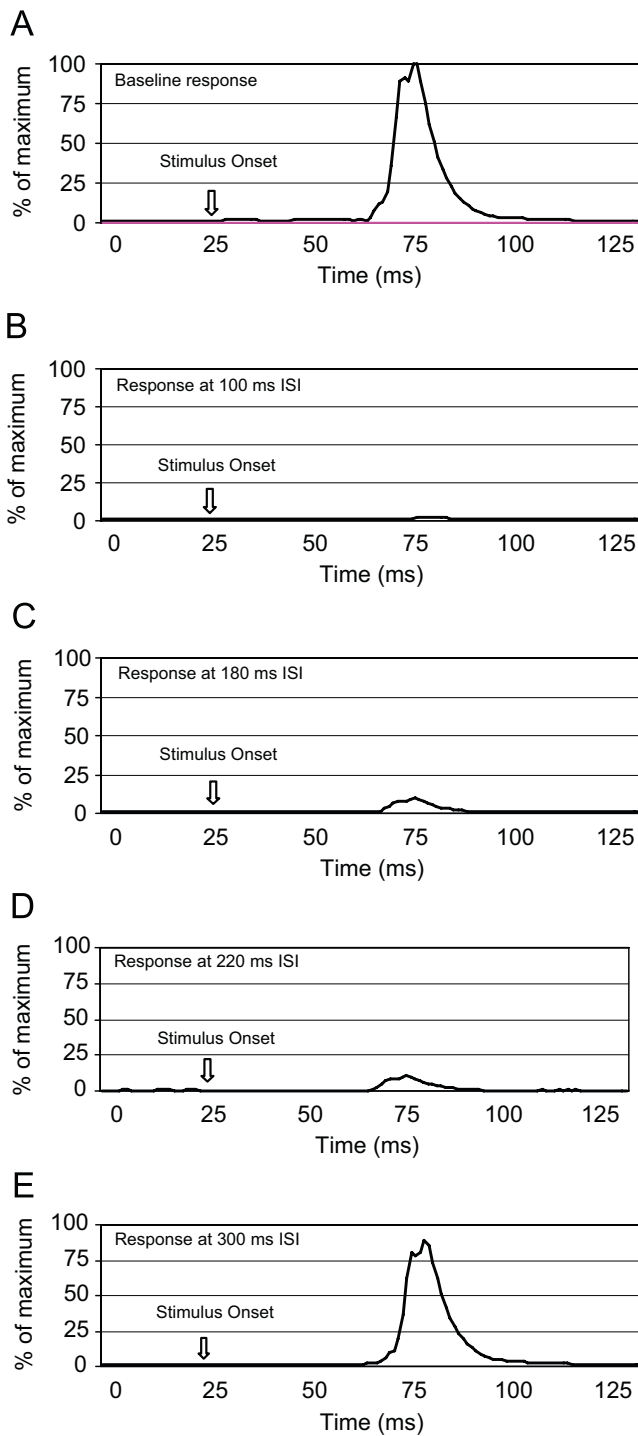 A
% of maximum
100
75
50
25
0
Baseline response
Stimulus Onset
0 25 50 75 100 125
Time (ms)
B
% of maximum
100
75
50
25
0
Response at 100 ms ISI
Stimulus Onset
0 25 50 75 100 125
Time (ms)
C
% of maximum
100
75
50
25
0
Response at 180 ms ISI
Stimulus Onset
0 25 50 75 100 125
Time (ms)
D
% of maximum
100
75
50
25
0
Response at 220 ms ISI
Stimulus Onset
0 25 50 75 100 125
Time (ms)
E
% of maximum
100
75
50
25
0
Response at 300 ms ISI
Stimulus Onset
0 25 50 75 100 125
Time (ms)